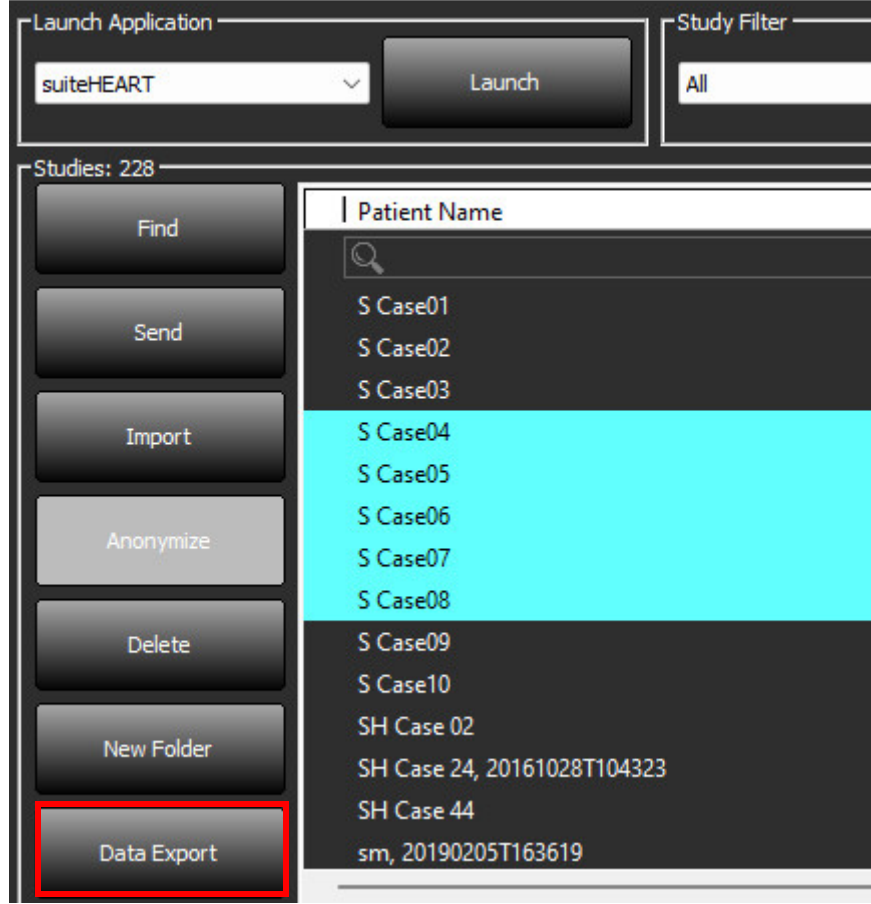 Launch Application
Study Filter
suiteHEART
Launch
All
Studies: 228
Find
Send
Import
Anonymize
Delete
New Folder
Data Export
Patient Name
S Case01
S Case02
S Case03
S Case04
S Case05
S Case06
S Case07
S Case08
S Case09
S Case10
SH Case 02
SH Case 24, 20161028T104323
SH Case 44
sm, 20190205T163619